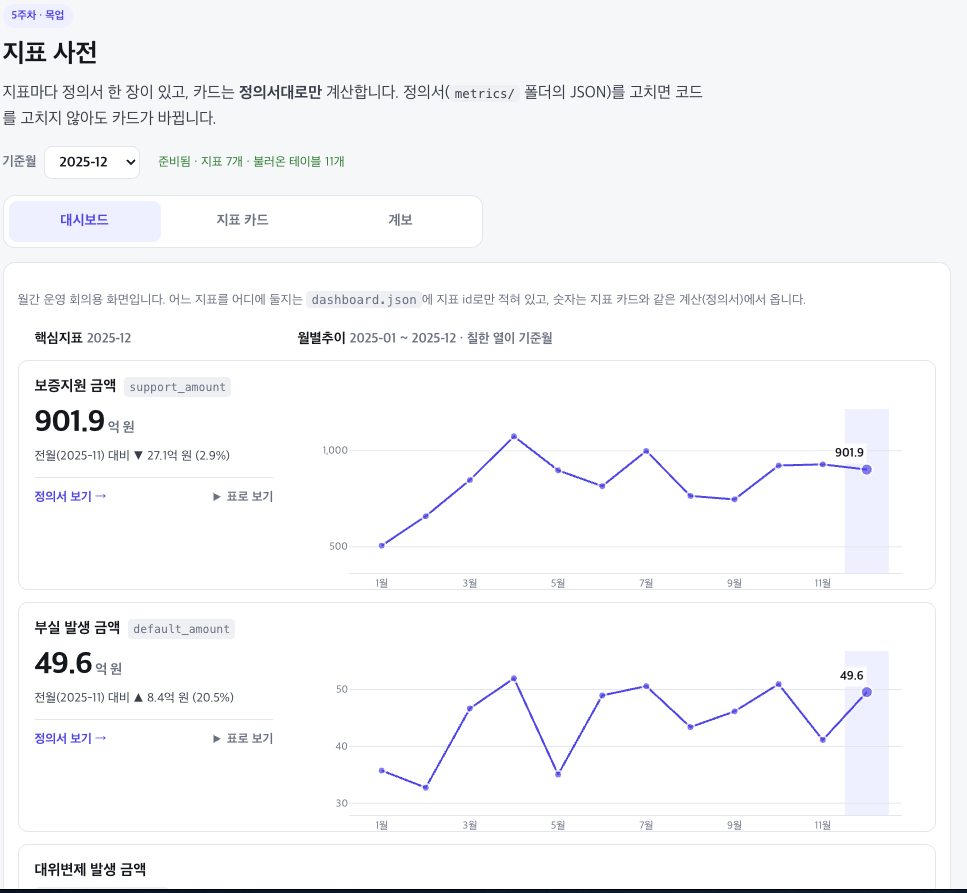 5주차 · 목업
지표 사전
지표마다 정의서 한 장이 있고, 카드는 정의서대로만 계산합니다. 정의서( metrics/ 폴더의 JSON)를 고치면 코드
를 고치지 않아도 카드가 바뀝니다.
기준월 2025-12 준비됨 · 지표 7개 · 불러온 테이블 11개
대시보드 지표 카드 계보
월간 운영 회의용 화면입니다. 어느 지표를 어디에 둘지는 dashboard.json 에 지표 id로만 적혀 있고, 숫자는 지표 카드와 같은 계산(정의서)에서 옵니다.
핵심지표 2025-12 월별추이 2025-01 ~ 2025-12 · 칠한 열이 기준월
보증지원 금액 support_amount
901.9 억 원
전월(2025-11) 대비 ▼ 27.1억 원 (2.9%)
정의서 보기 → ▶ 표로 보기
1,000
500
901.9
1월 3월 5월 7월 9월 11월
부실 발생 금액 default_amount
49.6 억 원
전월(2025-11) 대비 ▲ 8.4억 원 (20.5%)
정의서 보기 → ▶ 표로 보기
50
40
30
49.6
1월 3월 5월 7월 9월 11월
대위변제 발생 금액